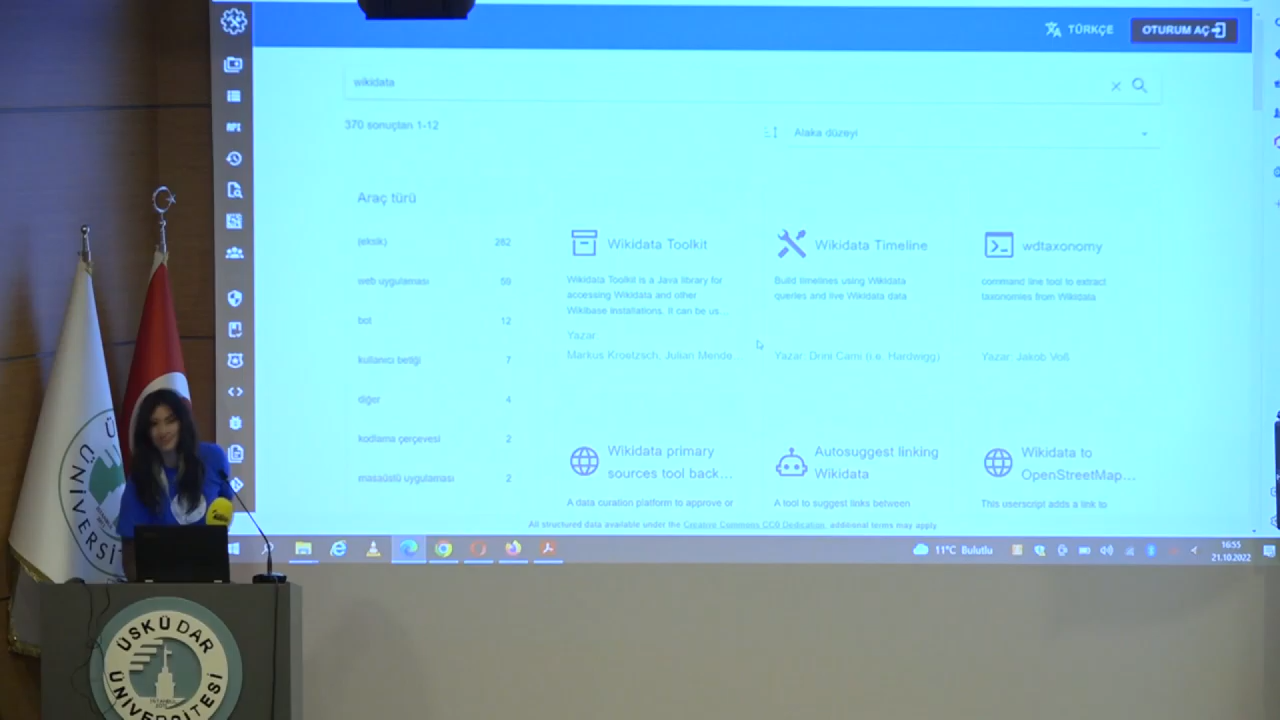 TÜRKÇE
OTURUM AÇ
wikidata
370 sonuçtan 1-12
Alaka düzeyi
Araç türü
(eksik) 282
web uygulaması 59
bot 12
kullanıcı betiği 7
diğer 4
kodlama çerçevesi 2
masaüstü uygulaması 2
API
Wikidata Toolkit
Wikidata Toolkit is a Java library for
accessing Wikidata and other
Wikibase installations. It can be us...
Yazar:
Markus Kroetzsch, Julian Mende...
Wikidata Timeline
Build timelines using Wikidata
queries and live Wikidata data
Yazar: Drini Cami (i.e. Hardwigg)
wdtaxonomy
command line tool to extract
taxonomies from Wikidata
Yazar: Jakob Voß
Wikidata primary
sources tool back...
A data curation platform to approve or
Autosuggest linking
Wikidata
A tool to suggest links between
Wikidata to
OpenStreetMap...
This userscript adds a link to
All structured data available under the Creative Commons CC0 Dedication, additional terms may apply.
11°C Bulutlu
16:55
21.10.2022
ÜNİVERSİT
ÜSKÜDAR
ÜNİVERSİTESİ